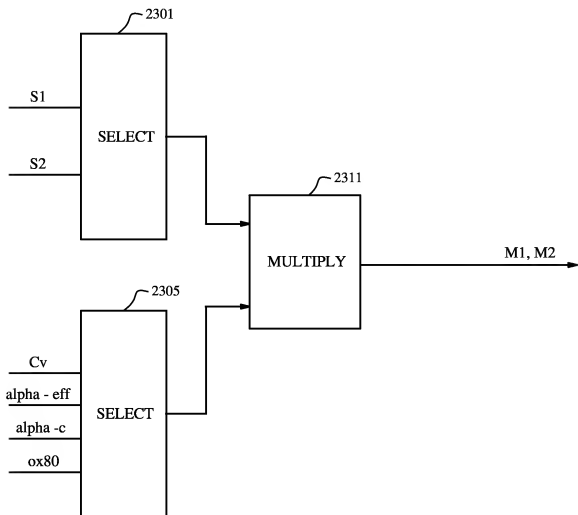 2301
S1
SELECT
S2
2311
MULTIPLY
M1, M2
2305
Cv
alpha - eff
SELECT
alpha -c
ox80